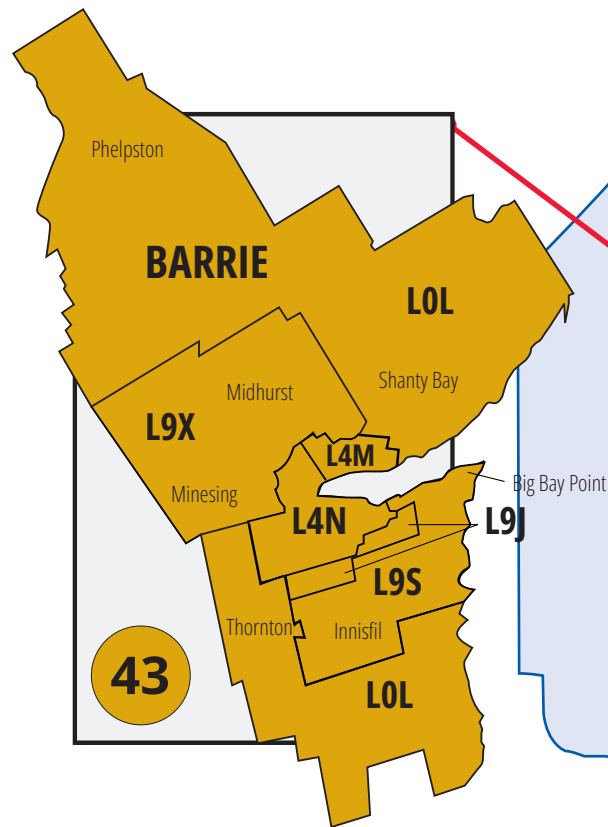 Phelpston
BARRIE
L0L
Shanty Bay
Midhurst
L9X
L4M
Minesing
Big Bay Point
L4N
L9J
L9S
Thornton
Innisfil
43
L0L